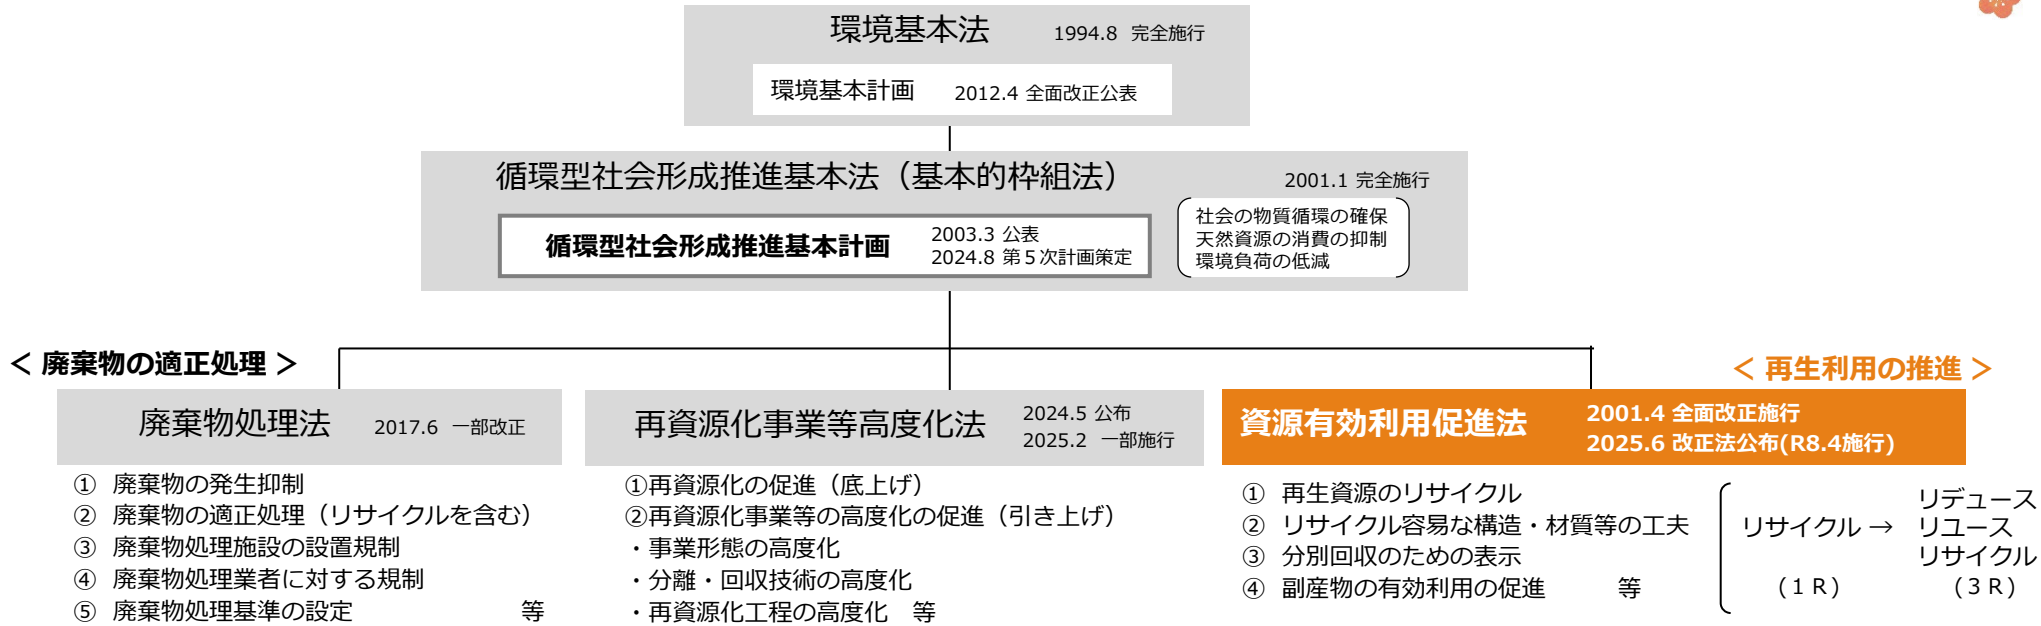 環境基本法 1994.8 完全施行
環境基本計画 2012.4 全面改正公表
循環型社会形成推進基本法（基本的枠組法） 2001.1 完全施行
循環型社会形成推進基本計画
2003.3 公表
2024.8 第５次計画策定
社会の物質循環の確保
天然資源の消費の抑制
環境負荷の低減
＜ 廃棄物の適正処理 ＞
廃棄物処理法 2017.6 一部改正
① 廃棄物の発生抑制
② 廃棄物の適正処理（リサイクルを含む）
③ 廃棄物処理施設の設置規制
④ 廃棄物処理業者に対する規制
⑤ 廃棄物処理基準の設定 等
再資源化事業等高度化法
2024.5 公布
2025.2 一部施行
①再資源化の促進（底上げ）
②再資源化事業等の高度化の促進（引き上げ）
・事業形態の高度化
・分離・回収技術の高度化
・再資源化工程の高度化 等
＜ 再生利用の推進 ＞
資源有効利用促進法
2001.4 全面改正施行
2025.6 改正法公布(R8.4施行)
① 再生資源のリサイクル
② リサイクル容易な構造・材質等の工夫
③ 分別回収のための表示
④ 副産物の有効利用の促進 等
リサイクル →
（１Ｒ）
リデュース
リユース
リサイクル
（３Ｒ）